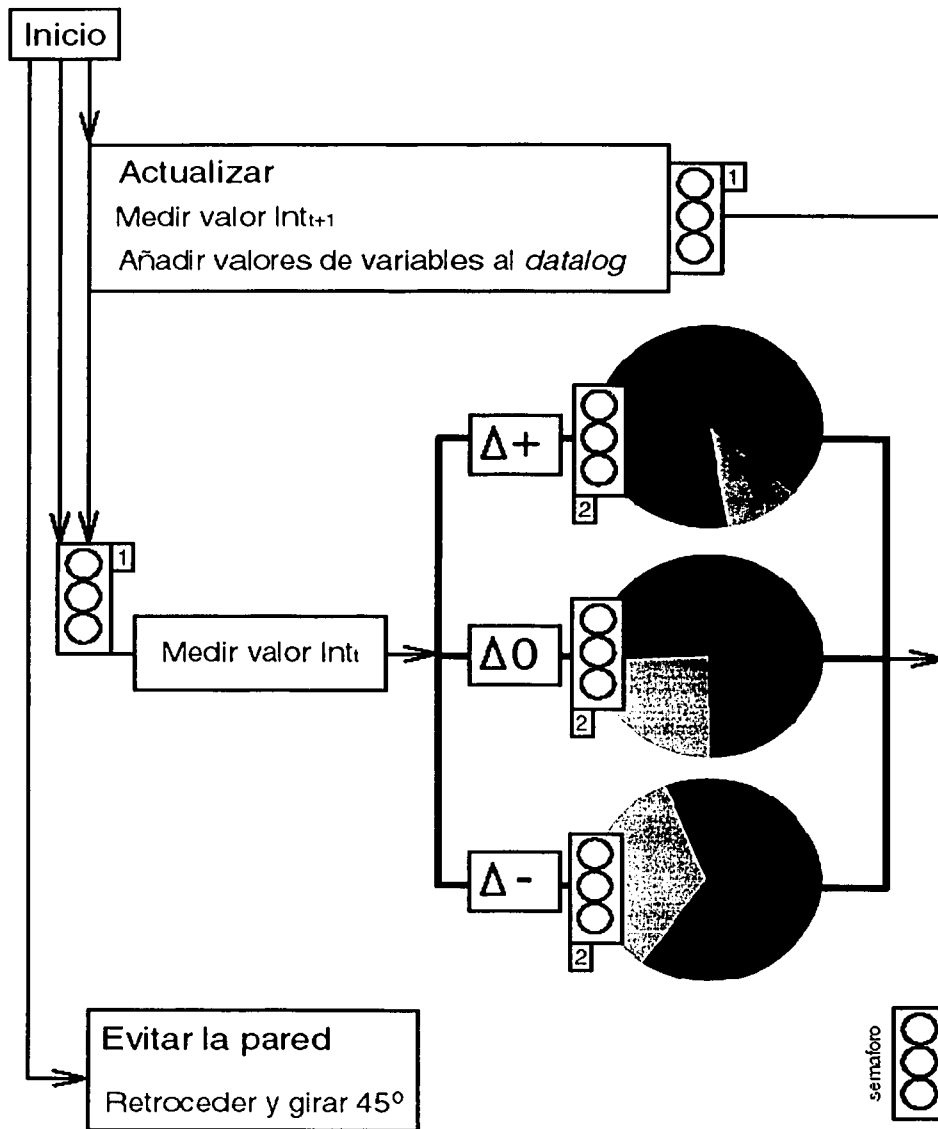 Inicio
Actualizar
Medir valor Intt+1
Añadir valores de variables al datalog
1
Δ+
2
1
Medir valor Intt
Δ0
2
Δ-
2
Evitar la pared
Retroceder y girar 45º
semaforo